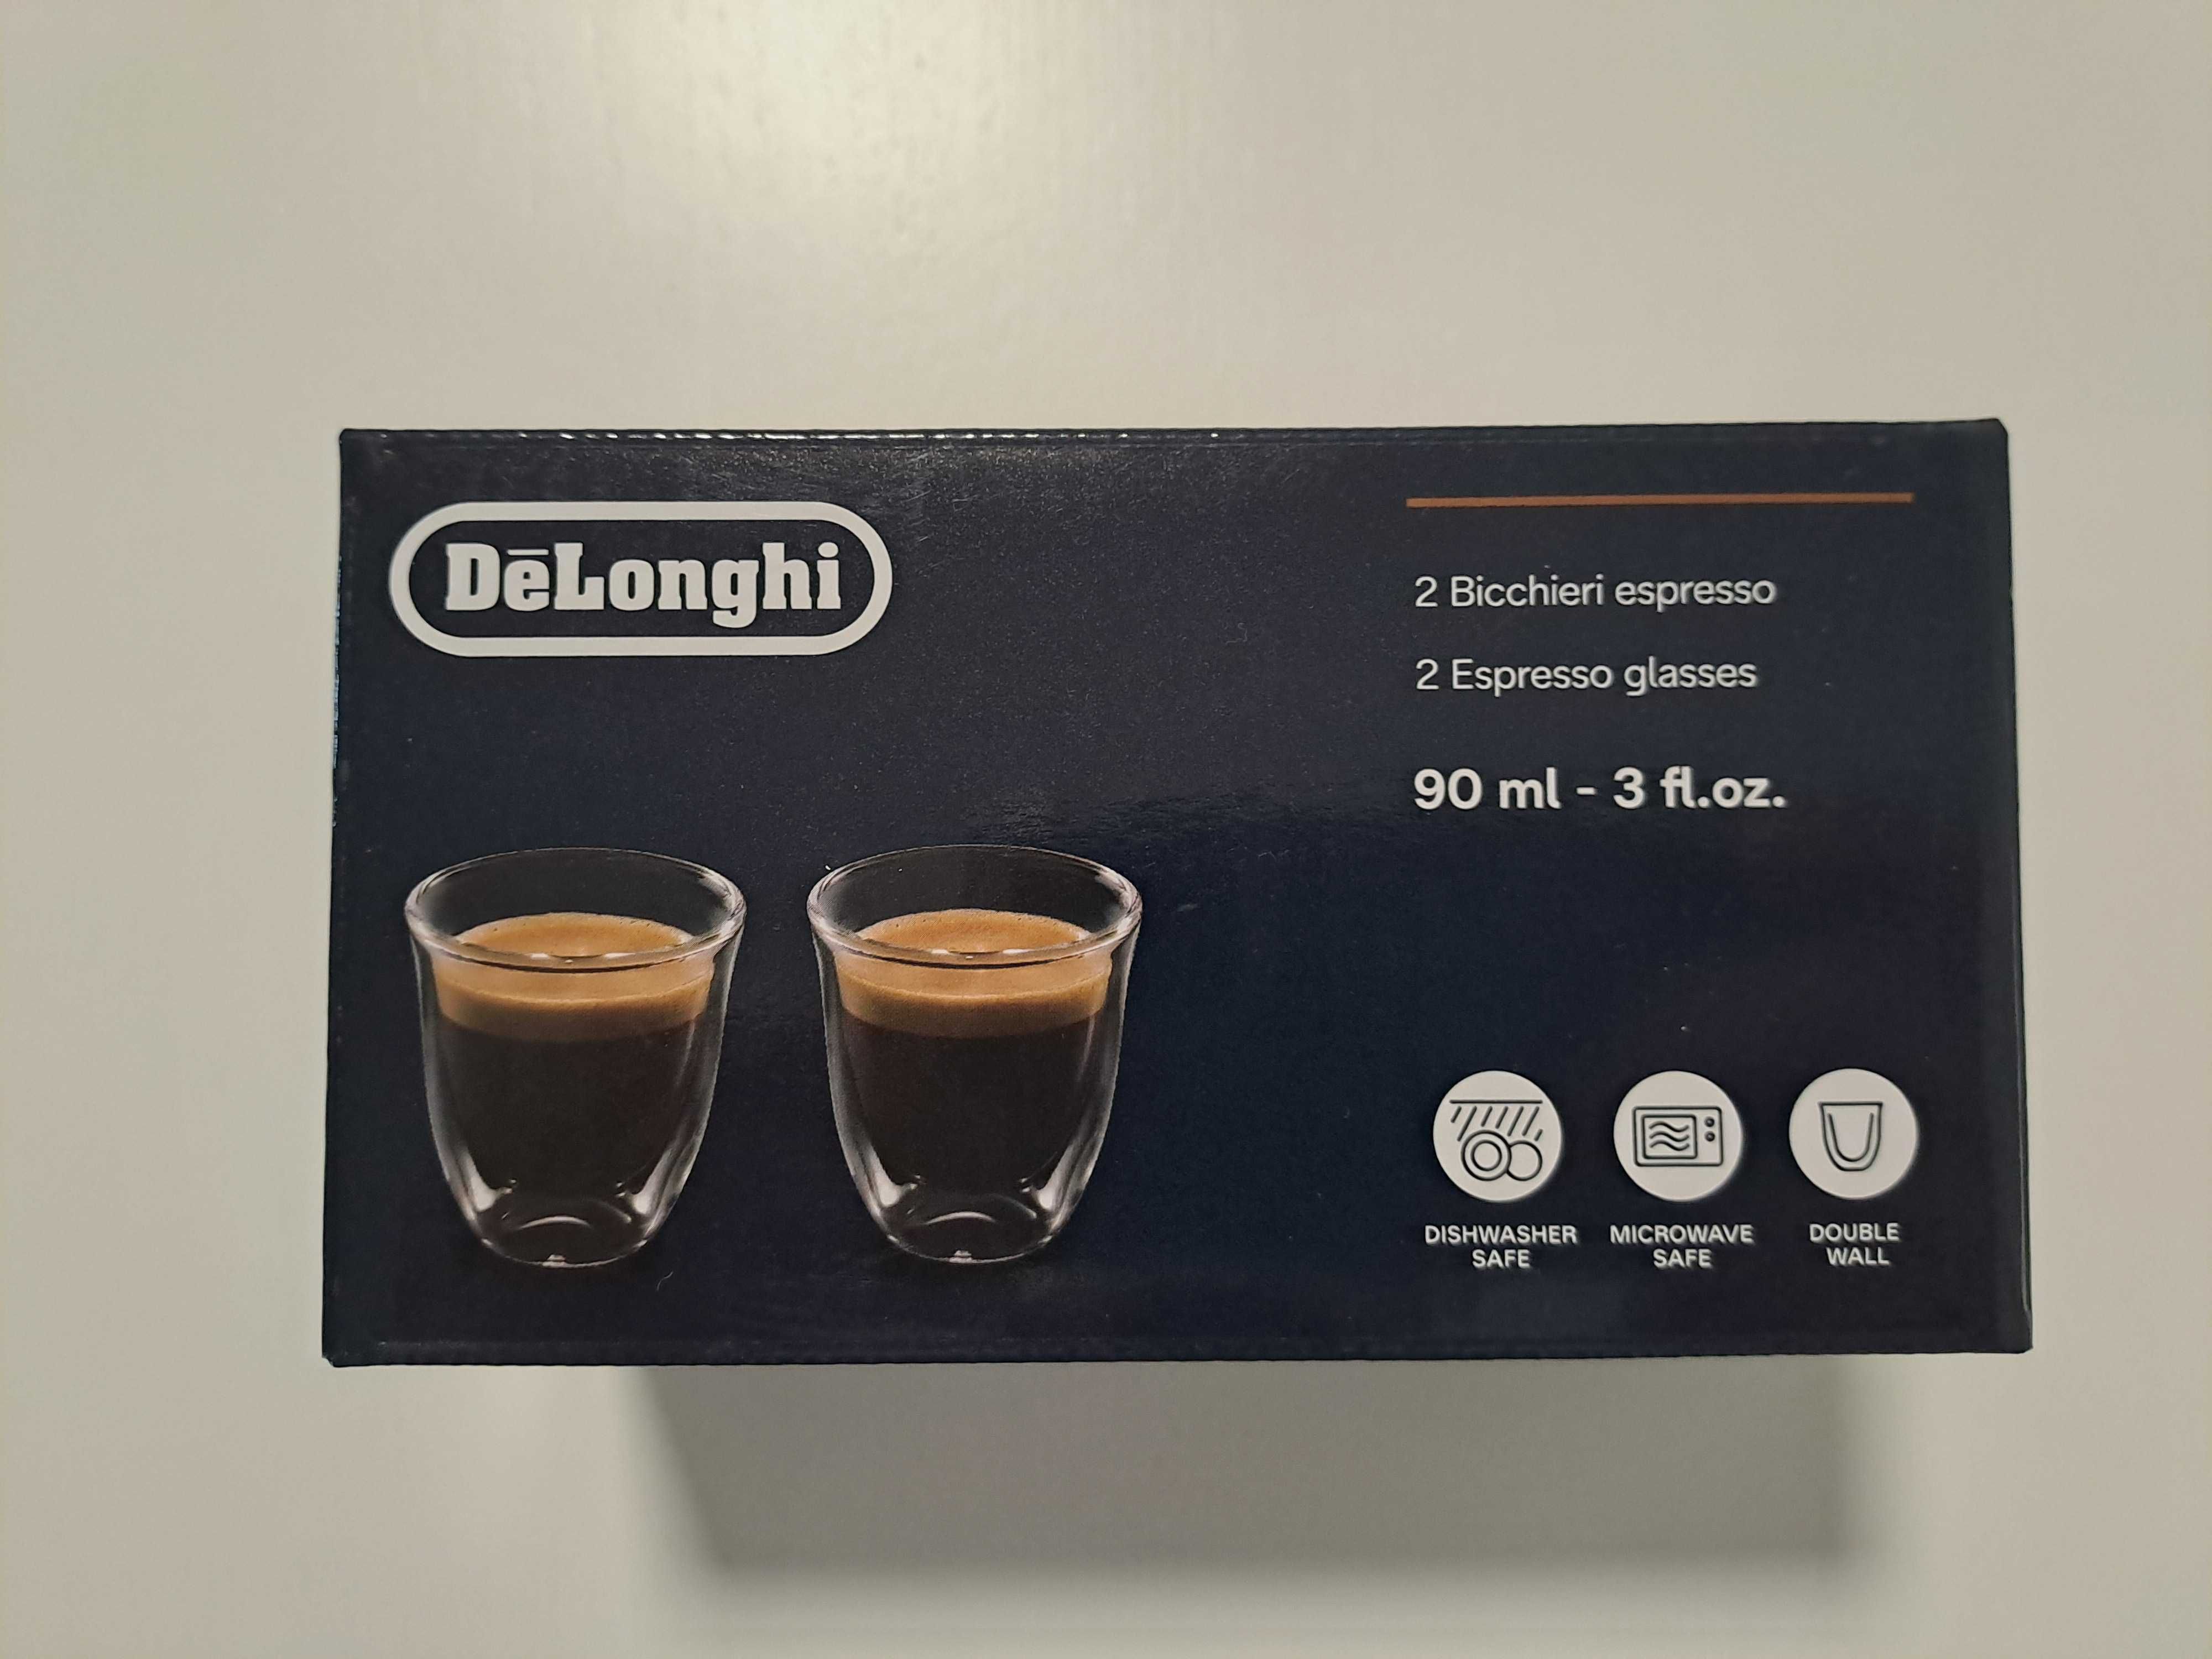 DēLonghi
2 Bicchieri espresso
2 Espresso glasses
90 ml - 3 fl.oz.
DISHWASHER
SAFE
MICROWAVE
SAFE
DOUBLE
WALL